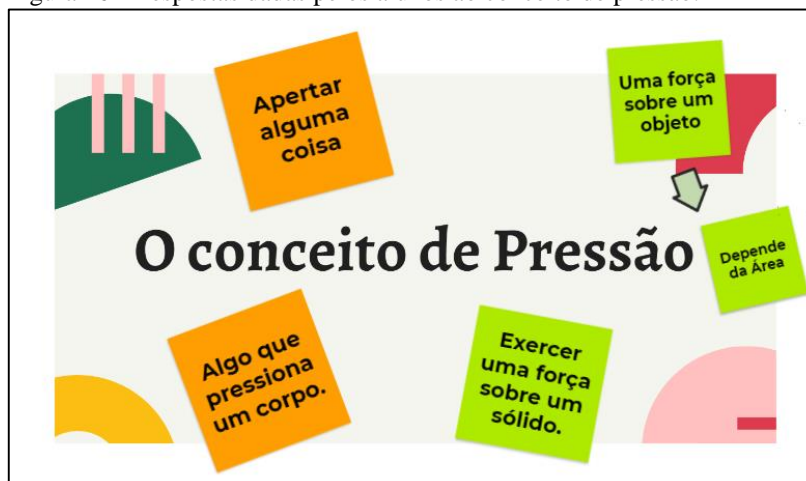 Apertar
alguma
coisa
Uma força
sobre um
objeto
O conceito de Pressão
Depende
da Área
Algo que
pressiona
um corpo.
Exercer
uma força
sobre um
sólido.